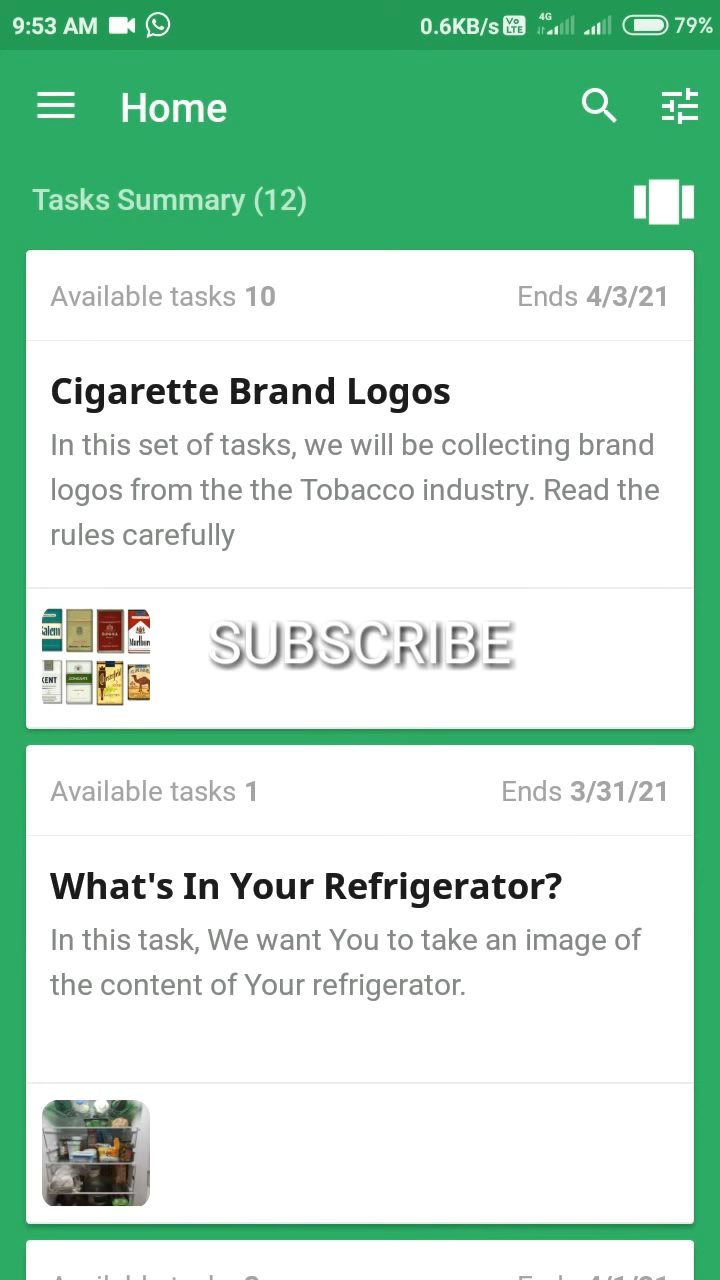 9:53 AM 0.6KB/s Vo LTE 4G 79%
Home
Tasks Summary (12)
Available tasks 10 Ends 4/3/21
Cigarette Brand Logos
In this set of tasks, we will be collecting brand
logos from the the Tobacco industry. Read the
rules carefully
SUBSCRIBE
Available tasks 1 Ends 3/31/21
What's In Your Refrigerator?
In this task, We want You to take an image of
the content of Your refrigerator.